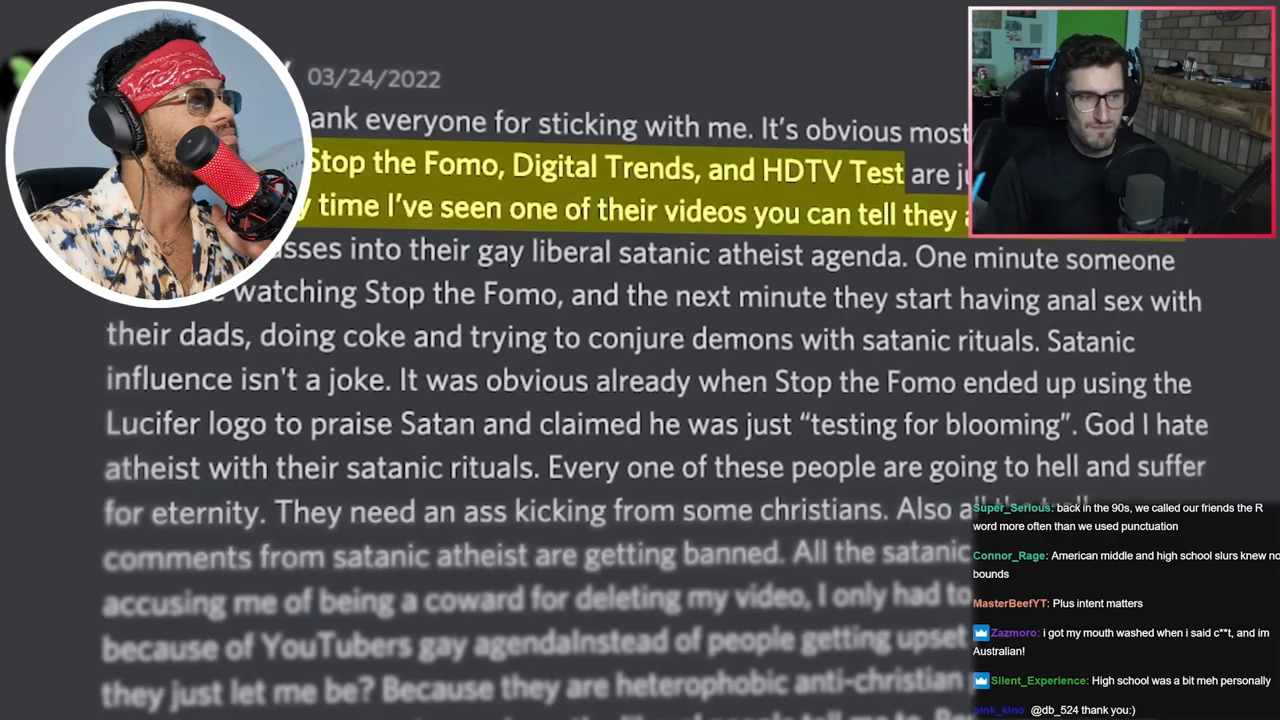 03/24/2022
ank everyone for sticking with me. It's obvious most
Stop the Fomo, Digital Trends, and HDTV Test are ju
y time I've seen one of their videos you can tell they a
asses into their gay liberal satanic atheist agenda. One minute someone
watching Stop the Fomo, and the next minute they start having anal sex with
their dads, doing coke and trying to conjure demons with satanic rituals. Satanic
influence isn't a joke. It was obvious already when Stop the Fomo ended up using the
Lucifer logo to praise Satan and claimed he was just “testing for blooming”. God I hate
atheist with their satanic rituals. Every one of these people are going to hell and suffer
for eternity. They need an ass kicking from some christians. Also all the troll
comments from satanic atheist are getting banned. All the satanic
accusing me of being a coward for deleting my video, I only had to
because of YouTubers gay agendaInstead of people getting upset
they just let me be? Because they are heterophobic anti-christian
Super_Serious: back in the 90s, we called our friends the R
word more often than we used punctuation
Connor_Rage: American middle and high school slurs knew no
bounds
MasterBeefYT: Plus intent matters
Zazmoro: i got my mouth washed when i said c**t, and im
Australian!
Silent_Experience: High school was a bit meh personally
pink_kino: @db_524 thank you:)